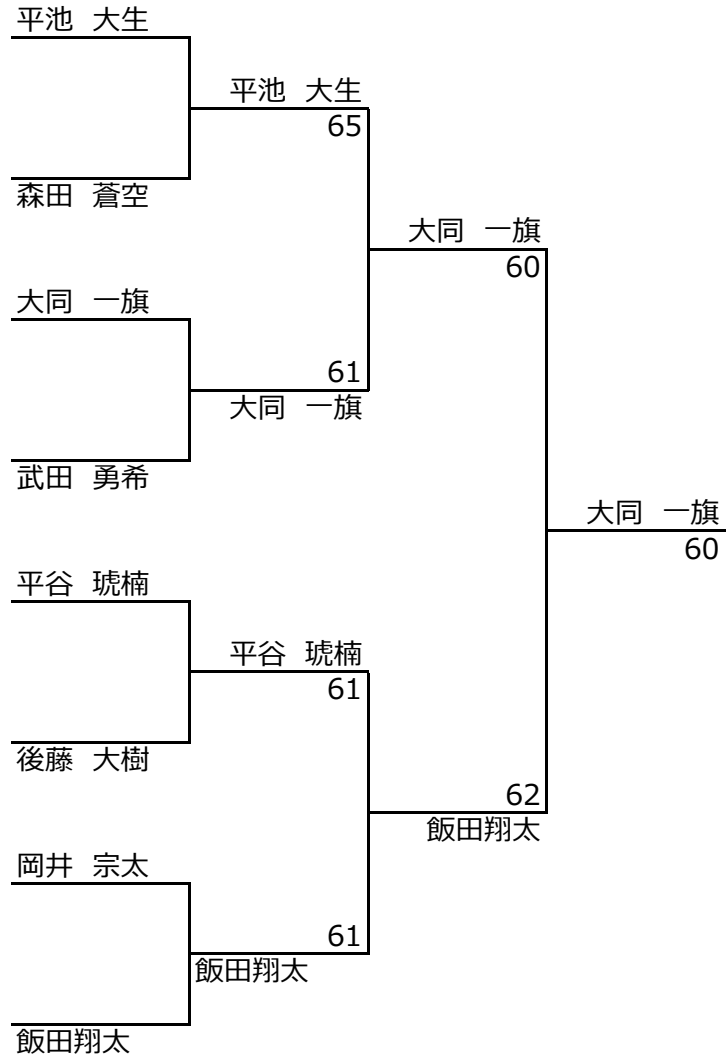 平池 大生
平池 大生
65
森田 蒼空
大同 一旗
60
大同 一旗
61
大同 一旗
武田 勇希
大同 一旗
60
平谷 琥楠
平谷 琥楠
61
後藤 大樹
62
飯田翔太
岡井 宗太
61
飯田翔太
飯田翔太